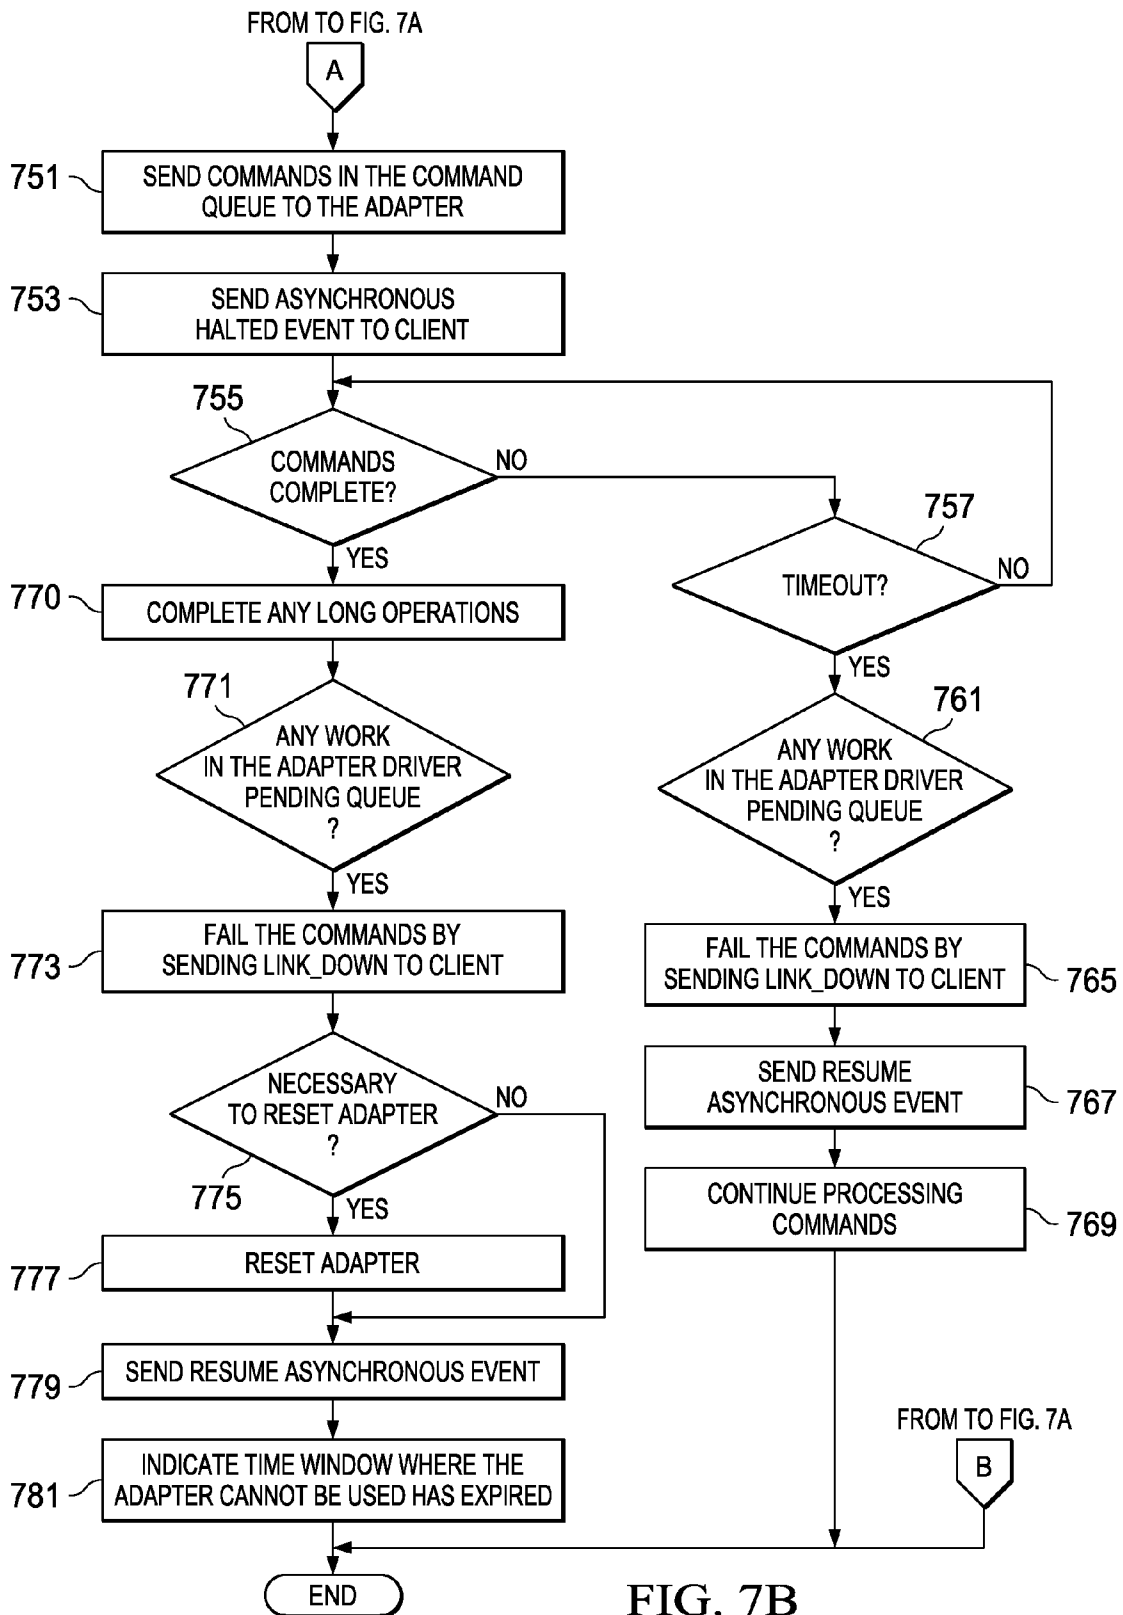 FROM TO FIG. 7A
A
751
SEND COMMANDS IN THE COMMAND
QUEUE TO THE ADAPTER
753
SEND ASYNCHRONOUS
HALTED EVENT TO CLIENT
755
COMMANDS
COMPLETE?
NO
YES
757
TIMEOUT?
NO
YES
770
COMPLETE ANY LONG OPERATIONS
771
ANY WORK
IN THE ADAPTER DRIVER
PENDING QUEUE
?
YES
761
ANY WORK
IN THE ADAPTER DRIVER
PENDING QUEUE
?
YES
773
FAIL THE COMMANDS BY
SENDING LINK_DOWN TO CLIENT
FAIL THE COMMANDS BY
SENDING LINK_DOWN TO CLIENT
765
NECESSARY
TO RESET ADAPTER
?
NO
775
YES
SEND RESUME
ASYNCHRONOUS EVENT
767
CONTINUE PROCESSING
COMMANDS
769
777
RESET ADAPTER
779
SEND RESUME ASYNCHRONOUS EVENT
781
INDICATE TIME WINDOW WHERE THE
ADAPTER CANNOT BE USED HAS EXPIRED
FROM TO FIG. 7A
B
END
FIG. 7B